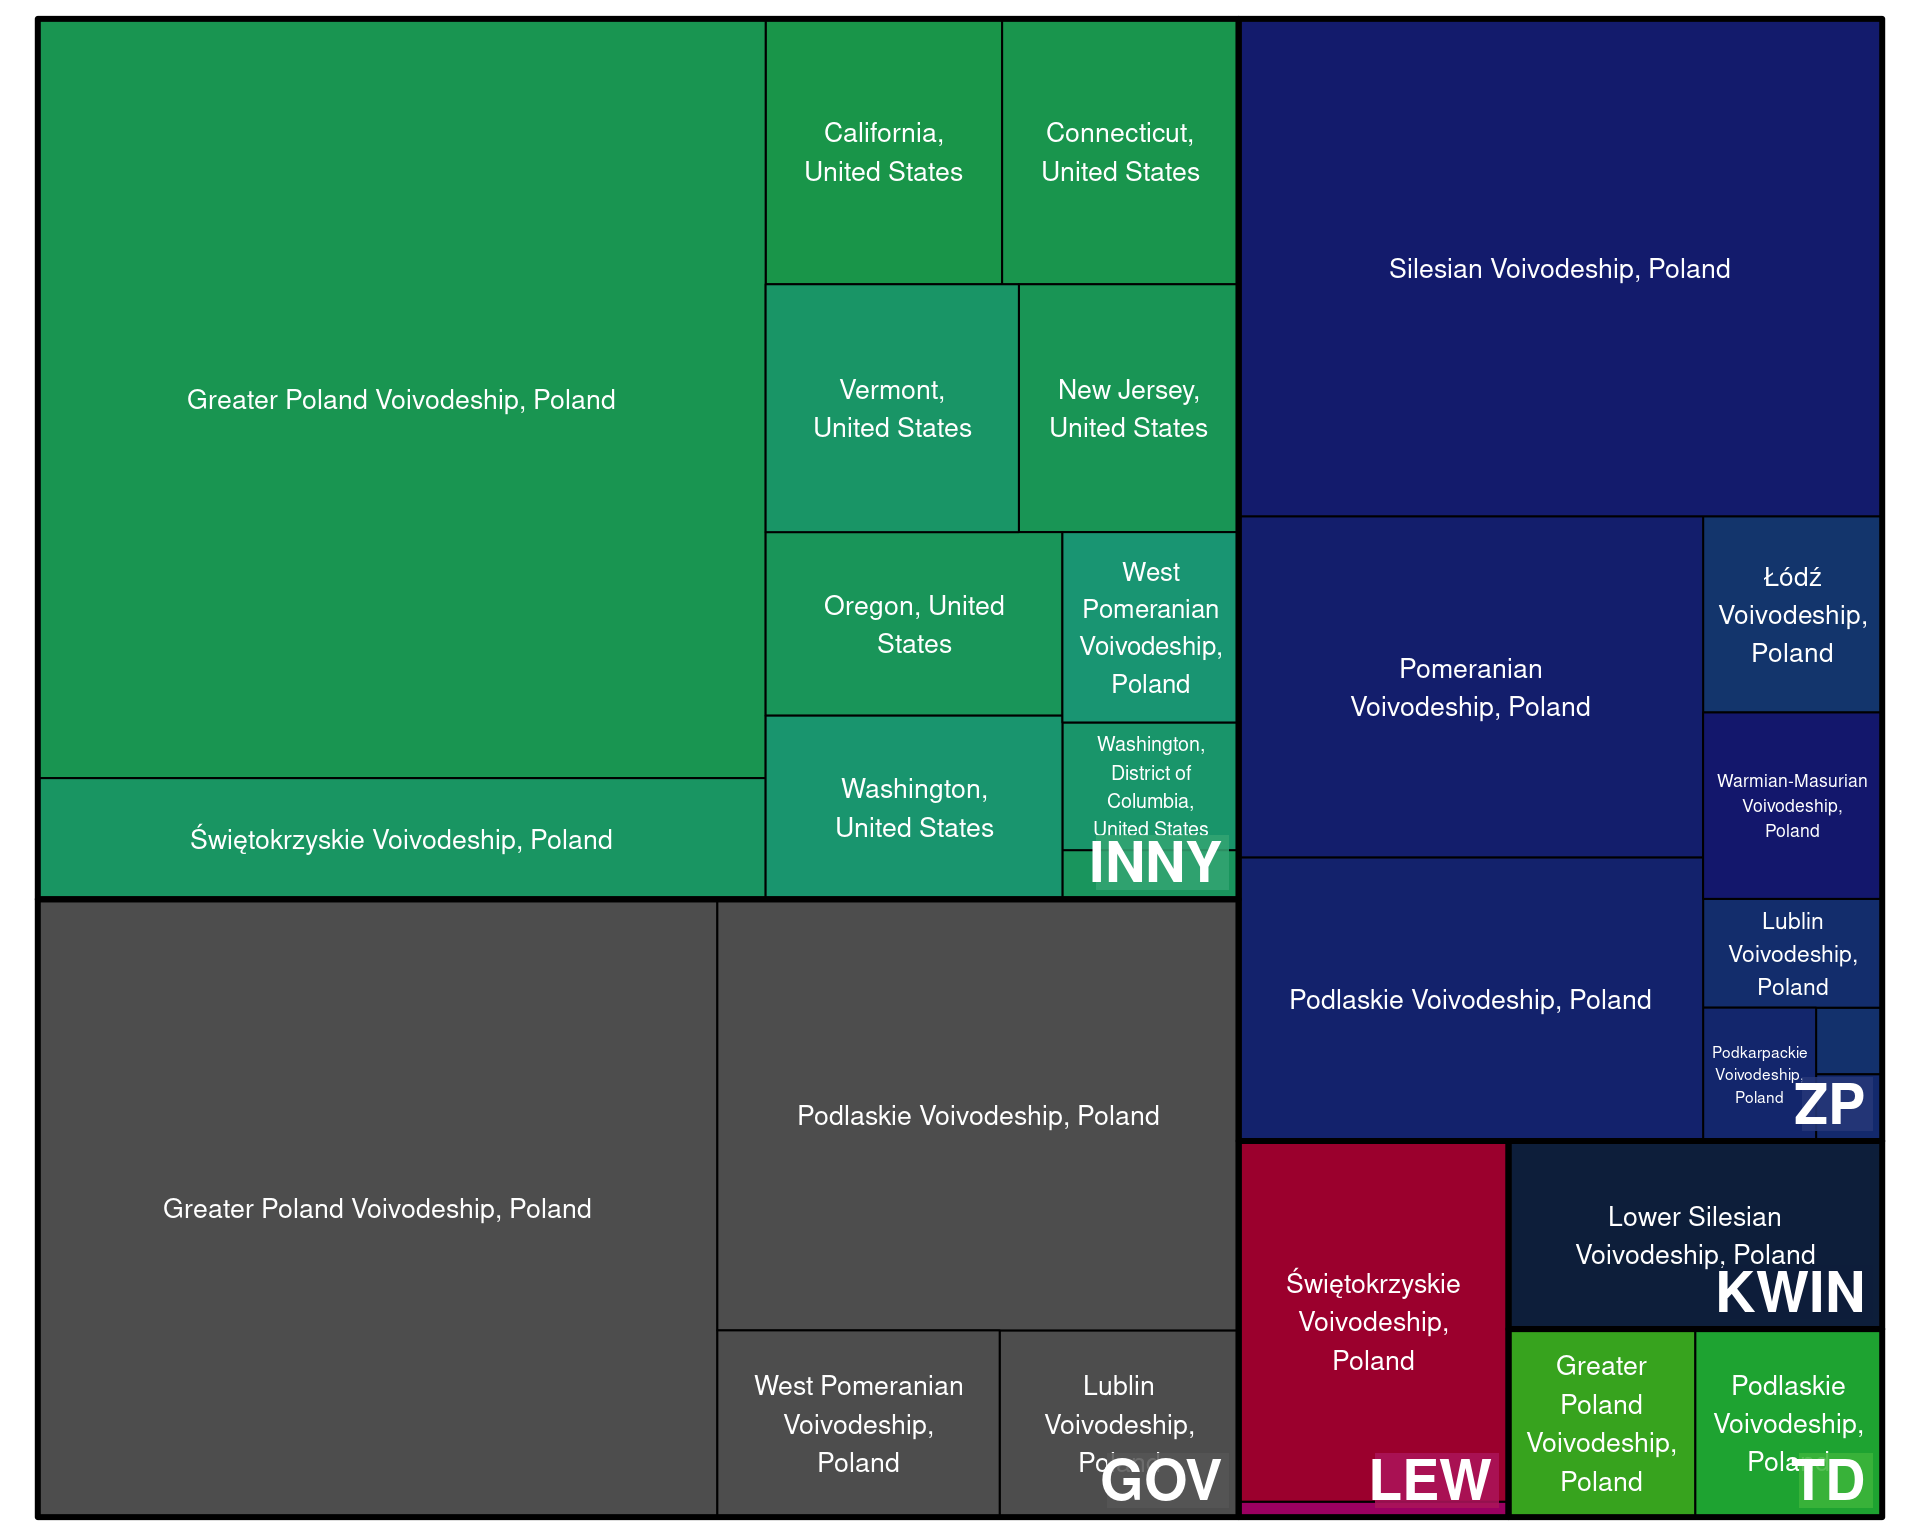 Greater Poland Voivodeship, Poland
Świętokrzyskie Voivodeship, Poland
California,
United States
Connecticut,
United States
Vermont,
United States
New Jersey,
United States
Oregon, United
States
West
Pomeranian
Voivodeship,
Poland
Washington,
United States
Washington,
District of
Columbia,
United States
INNY
Greater Poland Voivodeship, Poland
Podlaskie Voivodeship, Poland
West Pomeranian
Voivodeship,
Poland
Lublin
Voivodeship,
Poland
GOV
Silesian Voivodeship, Poland
Pomeranian
Voivodeship, Poland
Podlaskie Voivodeship, Poland
Łódź
Voivodeship,
Poland
Warmian-Masurian
Voivodeship,
Poland
Lublin
Voivodeship,
Poland
Podkarpackie
Voivodeship,
Poland
ZP
Świętokrzyskie
Voivodeship,
Poland
LEW
Lower Silesian
Voivodeship, Poland
KWIN
Greater
Poland
Voivodeship,
Poland
Podlaskie
Voivodeship,
Poland
TD